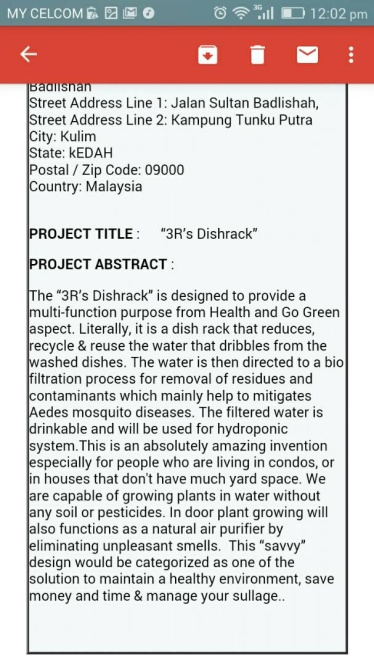 MY CELCOM 3G 12:02 pm
Badlishah
Street Address Line 1: Jalan Sultan Badlishah,
Street Address Line 2: Kampung Tunku Putra
City: Kulim
State: kEDAH
Postal / Zip Code: 09000
Country: Malaysia
PROJECT TITLE : “3R’s Dishrack”
PROJECT ABSTRACT :
The “3R’s Dishrack” is designed to provide a
multi-function purpose from Health and Go Green
aspect. Literally, it is a dish rack that reduces,
recycle & reuse the water that dribbles from the
washed dishes. The water is then directed to a bio
filtration process for removal of residues and
contaminants which mainly help to mitigates
Aedes mosquito diseases. The filtered water is
drinkable and will be used for hydroponic
system.This is an absolutely amazing invention
especially for people who are living in condos, or
in houses that don't have much yard space. We
are capable of growing plants in water without
any soil or pesticides. In door plant growing will
also functions as a natural air purifier by
eliminating unpleasant smells. This “savvy”
design would be categorized as one of the
solution to maintain a healthy environment, save
money and time & manage your sullage..